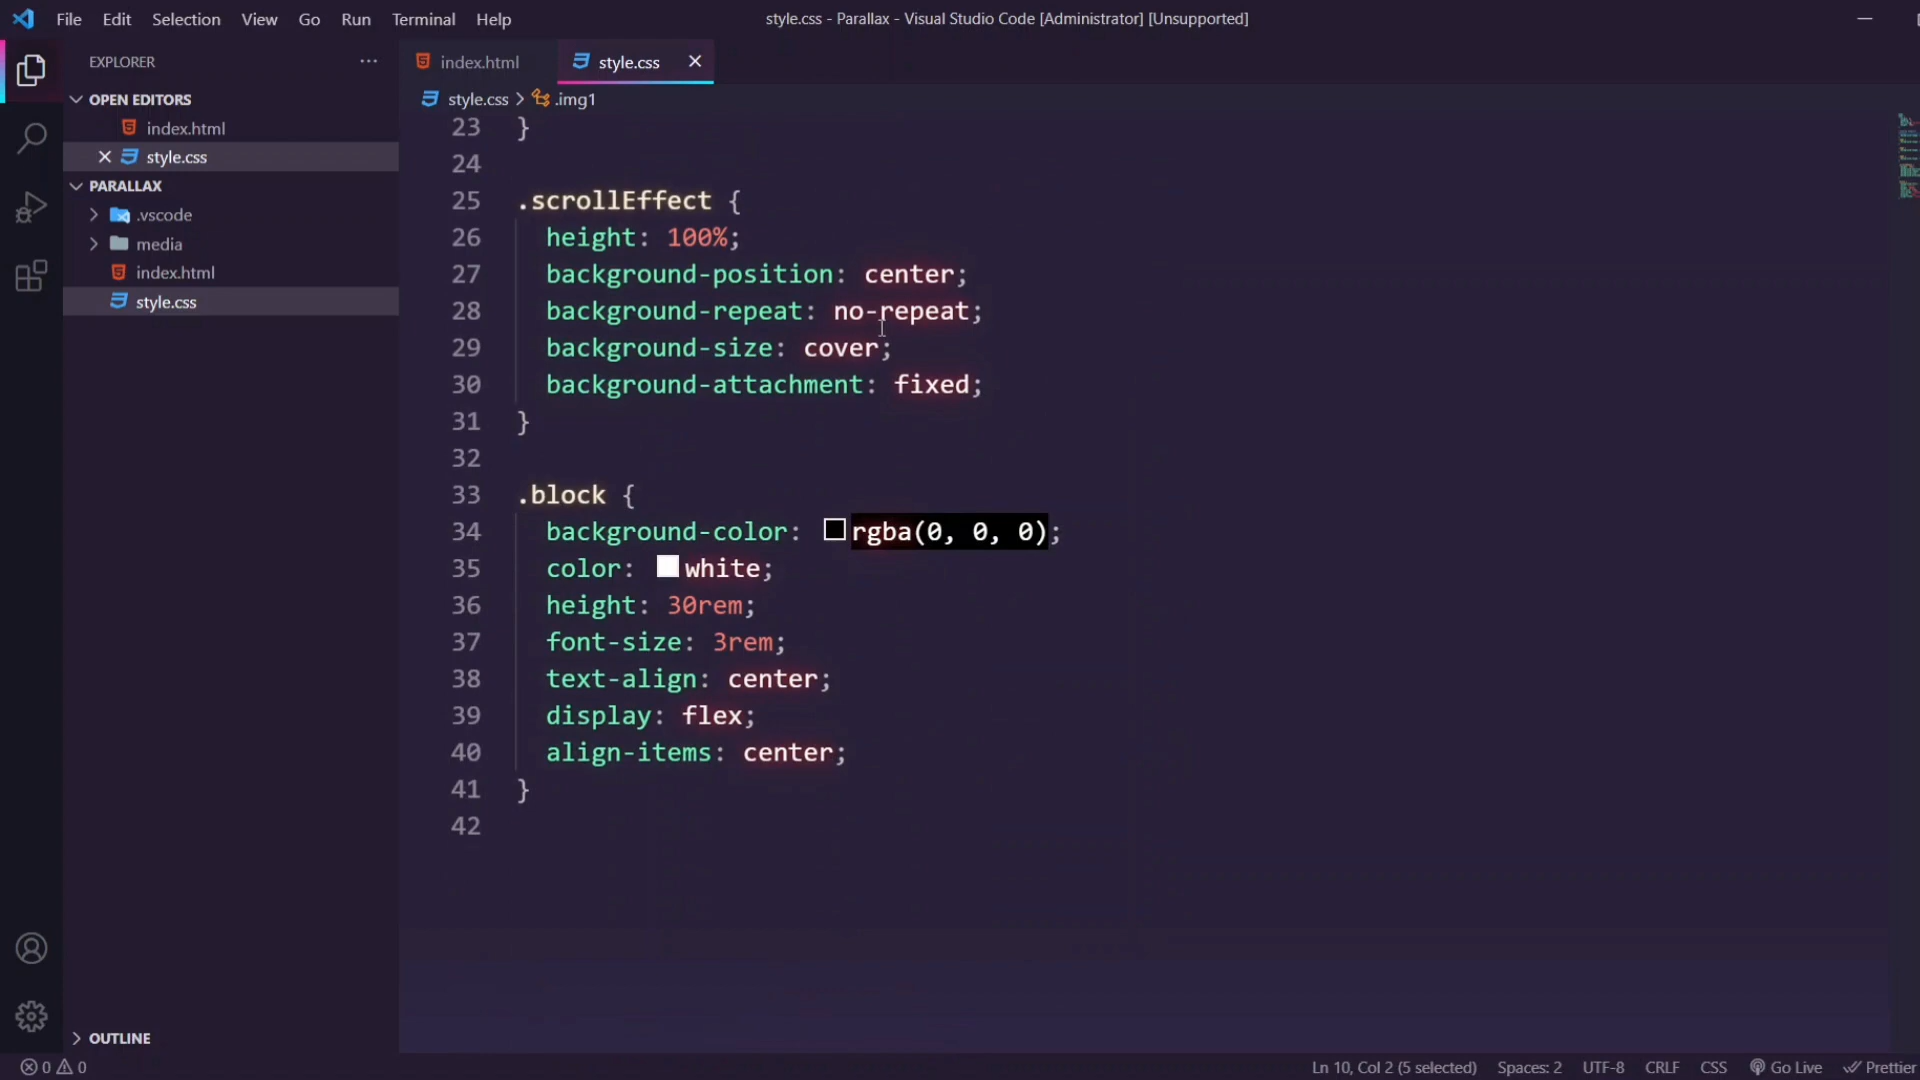 File Edit Selection View Go Run Terminal Help
style.css - Parallax - Visual Studio Code [Administrator] [Unsupported]
EXPLORER
OPEN EDITORS
index.html
style.css
PARALLAX
.vscode
media
index.html
style.css
OUTLINE
index.html
style.css
style.css > .img1
23 }
24
25 .scrollEffect {
26 height: 100%;
27 background-position: center;
28 background-repeat: no-repeat;
29 background-size: cover;
30 background-attachment: fixed;
31 }
32
33 .block {
34 background-color: rgba(0, 0, 0);
35 color: white;
36 height: 30rem;
37 font-size: 3rem;
38 text-align: center;
39 display: flex;
40 align-items: center;
41 }
42
0 0
Ln 10, Col 2 (5 selected) Spaces: 2 UTF-8 CRLF CSS Go Live Prettier